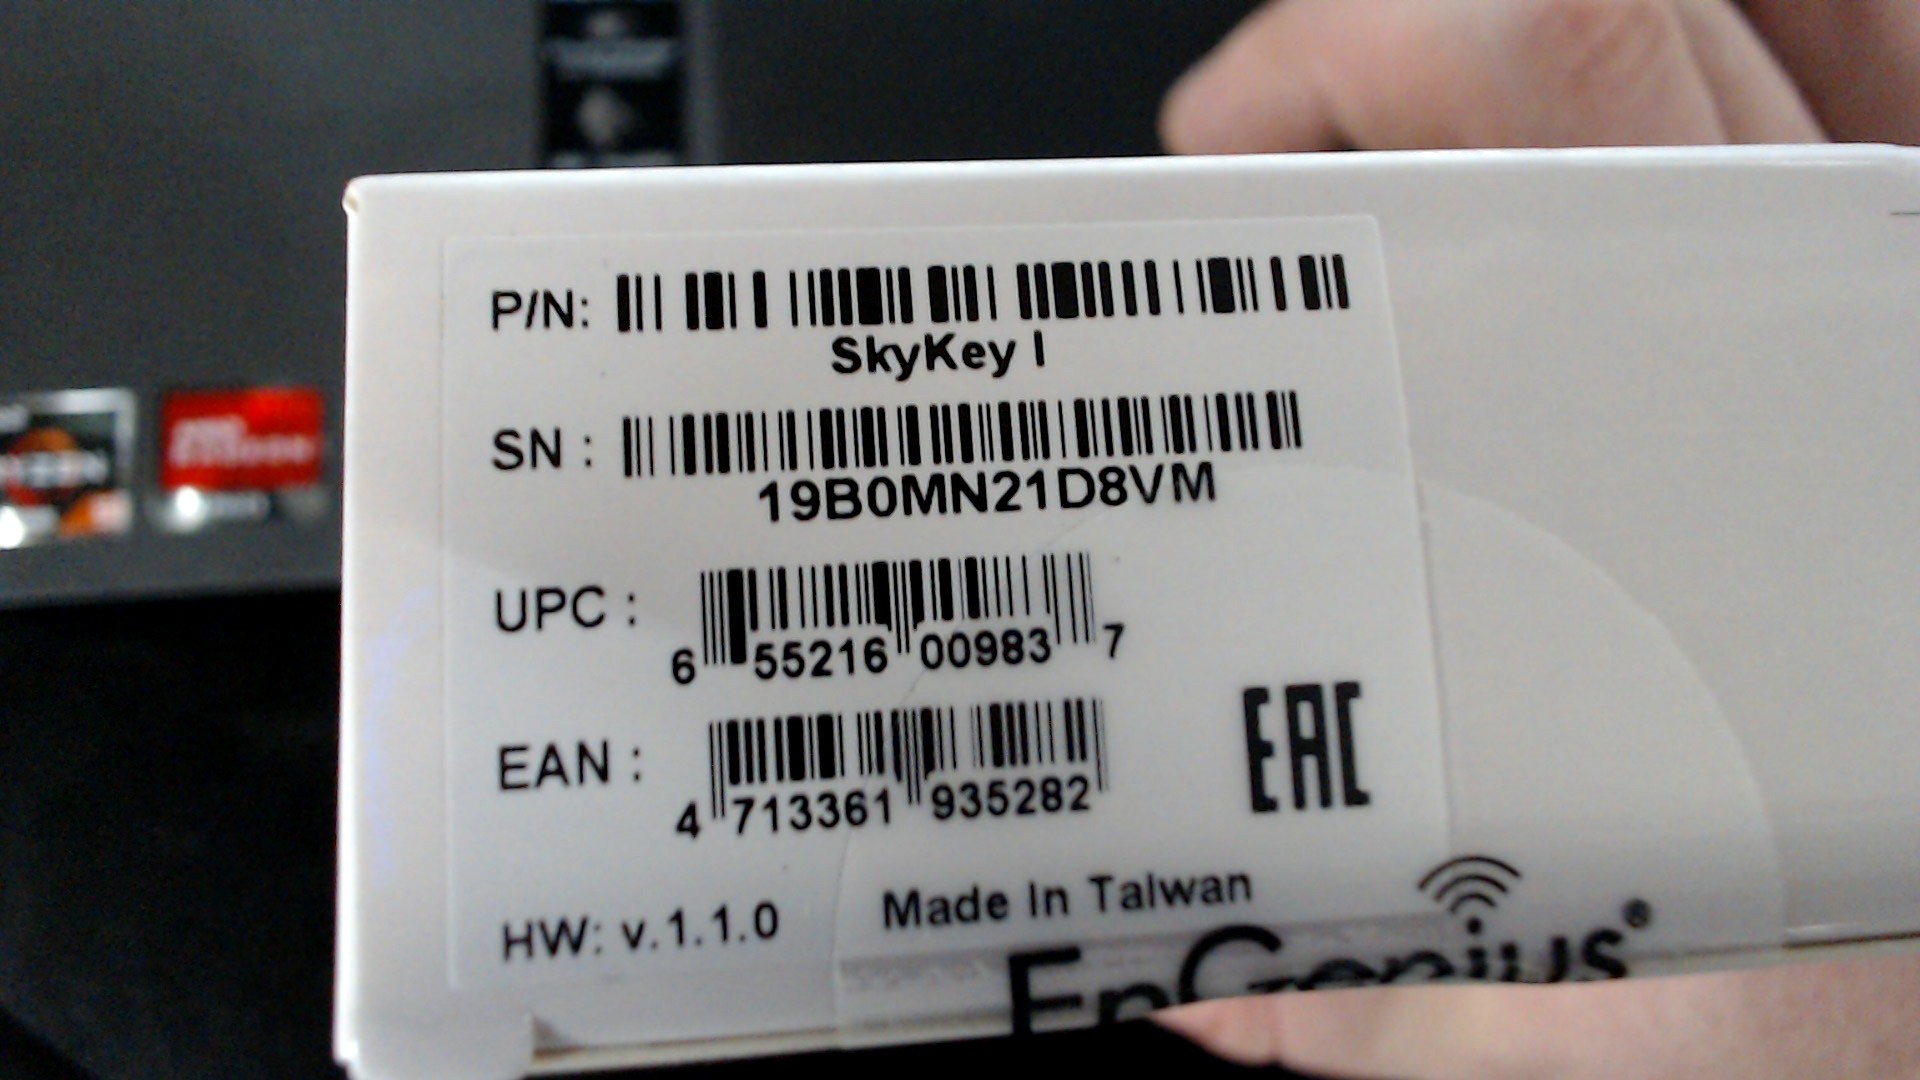 P/N:
SkyKey I
SN :
19B0MN21D8VM
UPC :
6 55216 00983 7
EAN :
4 713361 935282
EAC
HW: v.1.1.0 Made In Taiwan
EnGenius®